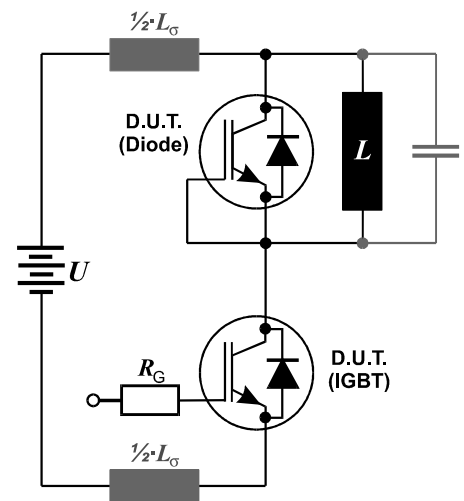 ½·Lσ
D.U.T.
(Diode)
L
U
D.U.T.
(IGBT)
RG
½·Lσ